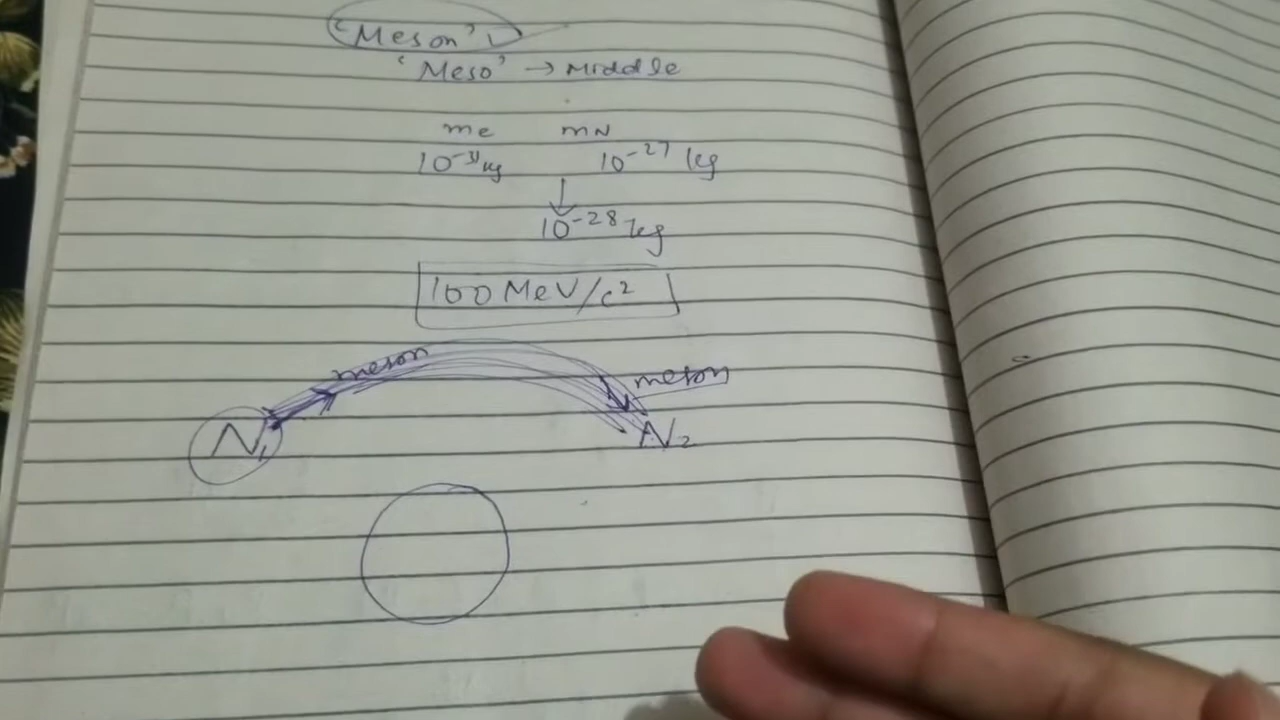 'Meson'
'Meso' → Middle
me mN
10⁻³¹kg 10⁻²⁷ kg
↓
10⁻²⁸ kg
100 MeV/c²
meson
meson
N₁ N₂